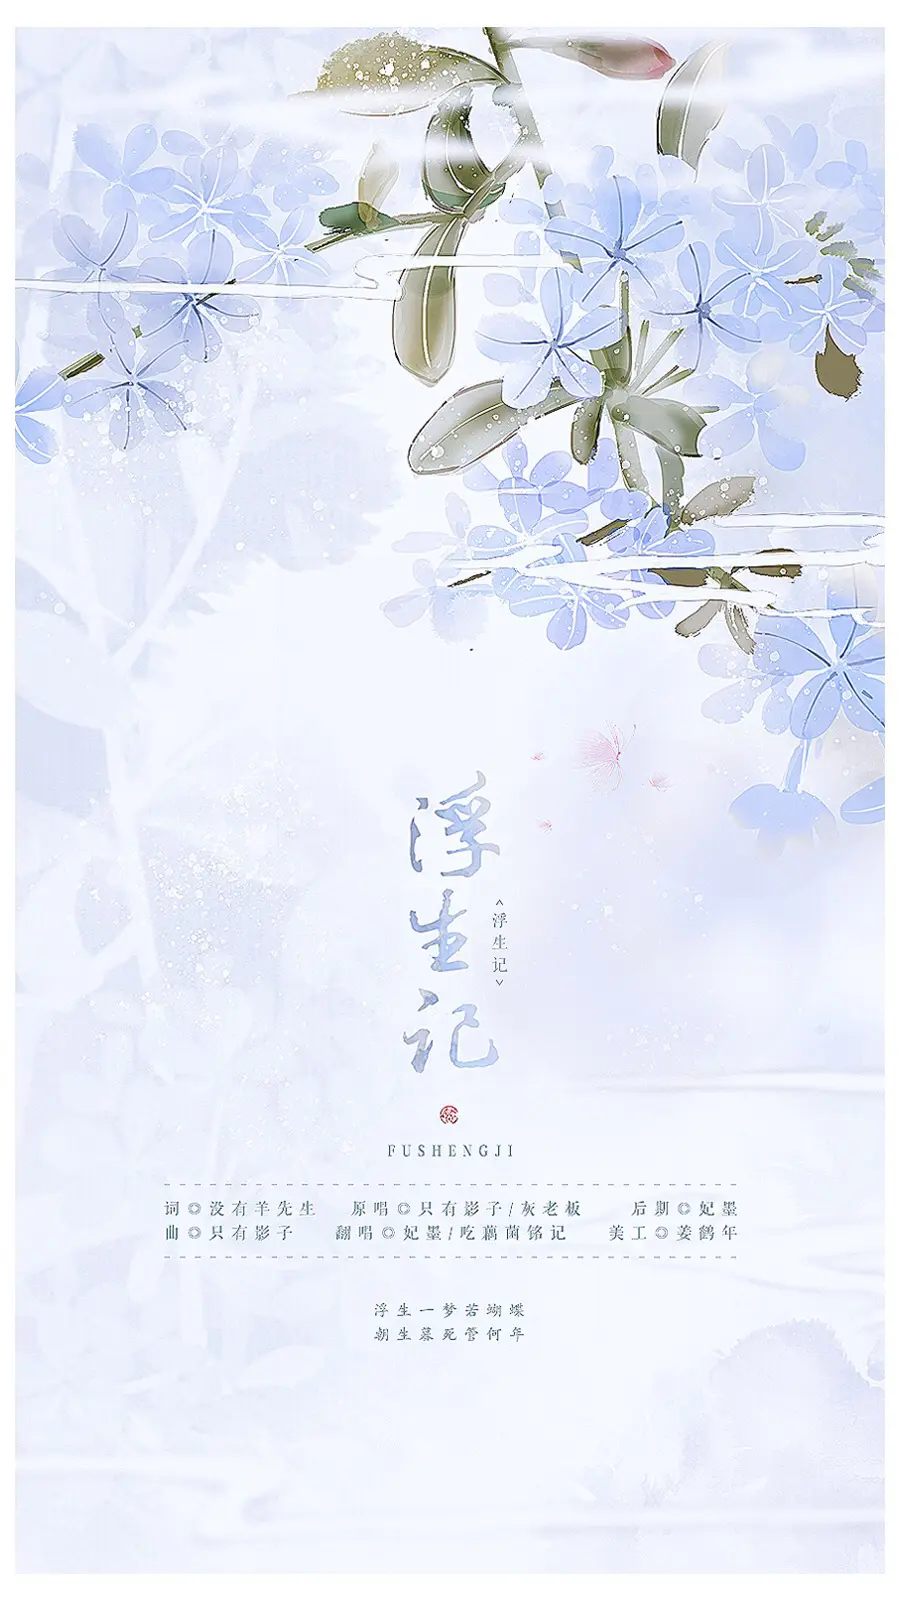 浮生记
︿浮生记﹀
FUSHENGJI
词◎没有羊先生 原唱◎只有影子/灰老板 后期◎妃墨
曲◎只有影子 翻唱◎妃墨/吃藕菌铭记 美工◎姜鹤年
浮生一梦若蝴蝶
朝生暮死管何年